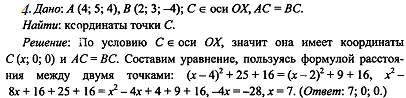 4. Дано: A (4; 5; 4), B (2; 3; –4); C ∈ оси OX, AC = BC.
Найти: координаты точки C.
Решение: По условию C ∈ оси OX, значит она имеет координаты
C (x; 0; 0) и AC = BC. Составим уравнение, пользуясь формулой расстоя-
ния между двумя точками: (x – 4)² + 25 + 16 = (x – 2)² + 9 + 16, x² –
8x + 16 + 25 + 16 = x² – 4x + 4 + 9 + 16, –4x = –28, x = 7. (Ответ: 7; 0; 0.)